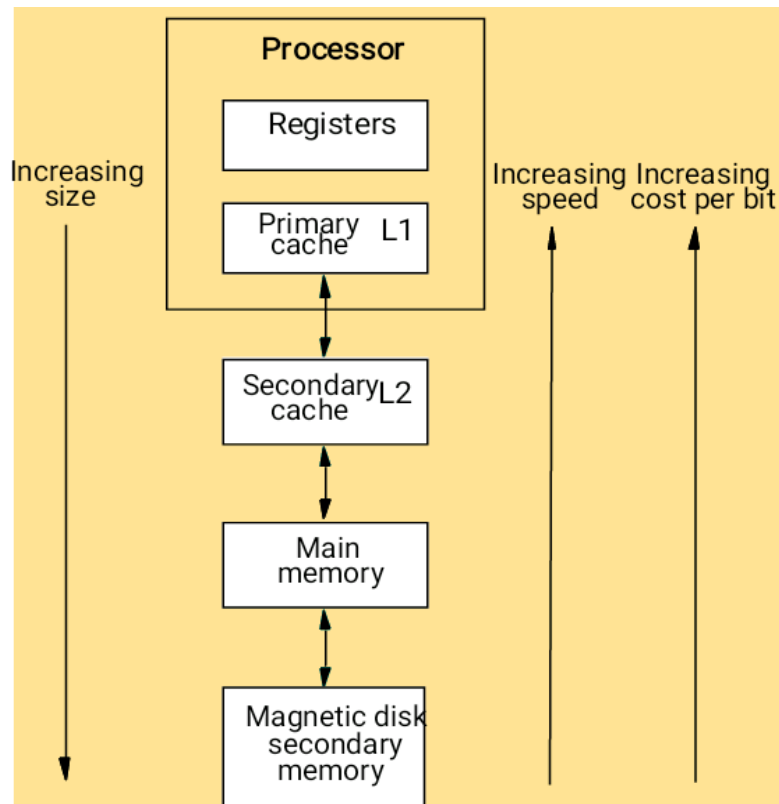 Processor
Registers
Increasing
size
Increasing
speed
Increasing
cost per bit
Primary
cache
L1
Secondary
cache
L2
Main
memory
Magnetic disk
secondary
memory